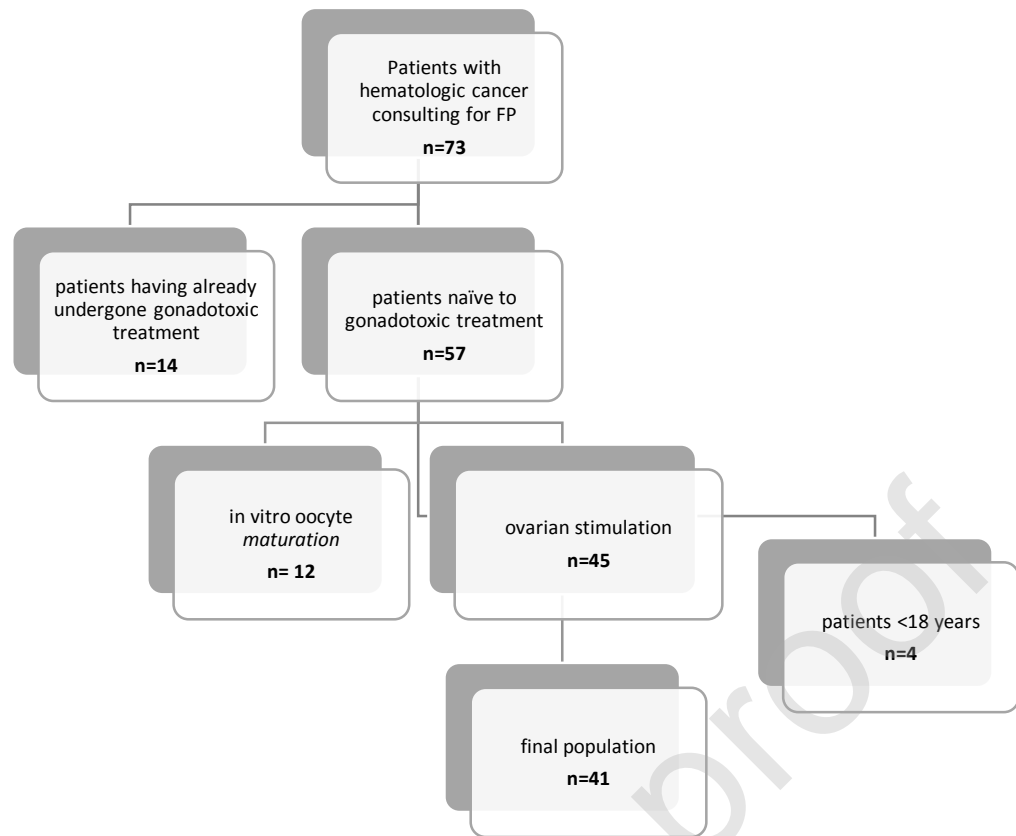 Patients with
hematologic cancer
consulting for FP
n=73
patients having already
undergone gonadotoxic
treatment
n=14
patients naïve to
gonadotoxic treatment
n=57
in vitro oocyte
maturation
n= 12
ovarian stimulation
n=45
patients <18 years
n=4
final population
n=41
proof